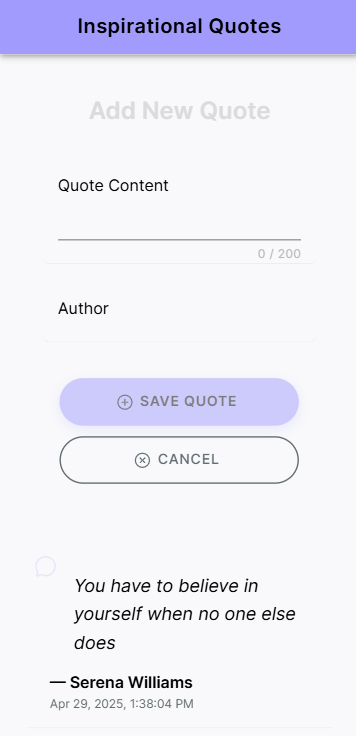 Inspirational Quotes
Add New Quote
Quote Content
0 / 200
Author
SAVE QUOTE
CANCEL
You have to believe in
yourself when no one else
does
— Serena Williams
Apr 29, 2025, 1:38:04 PM